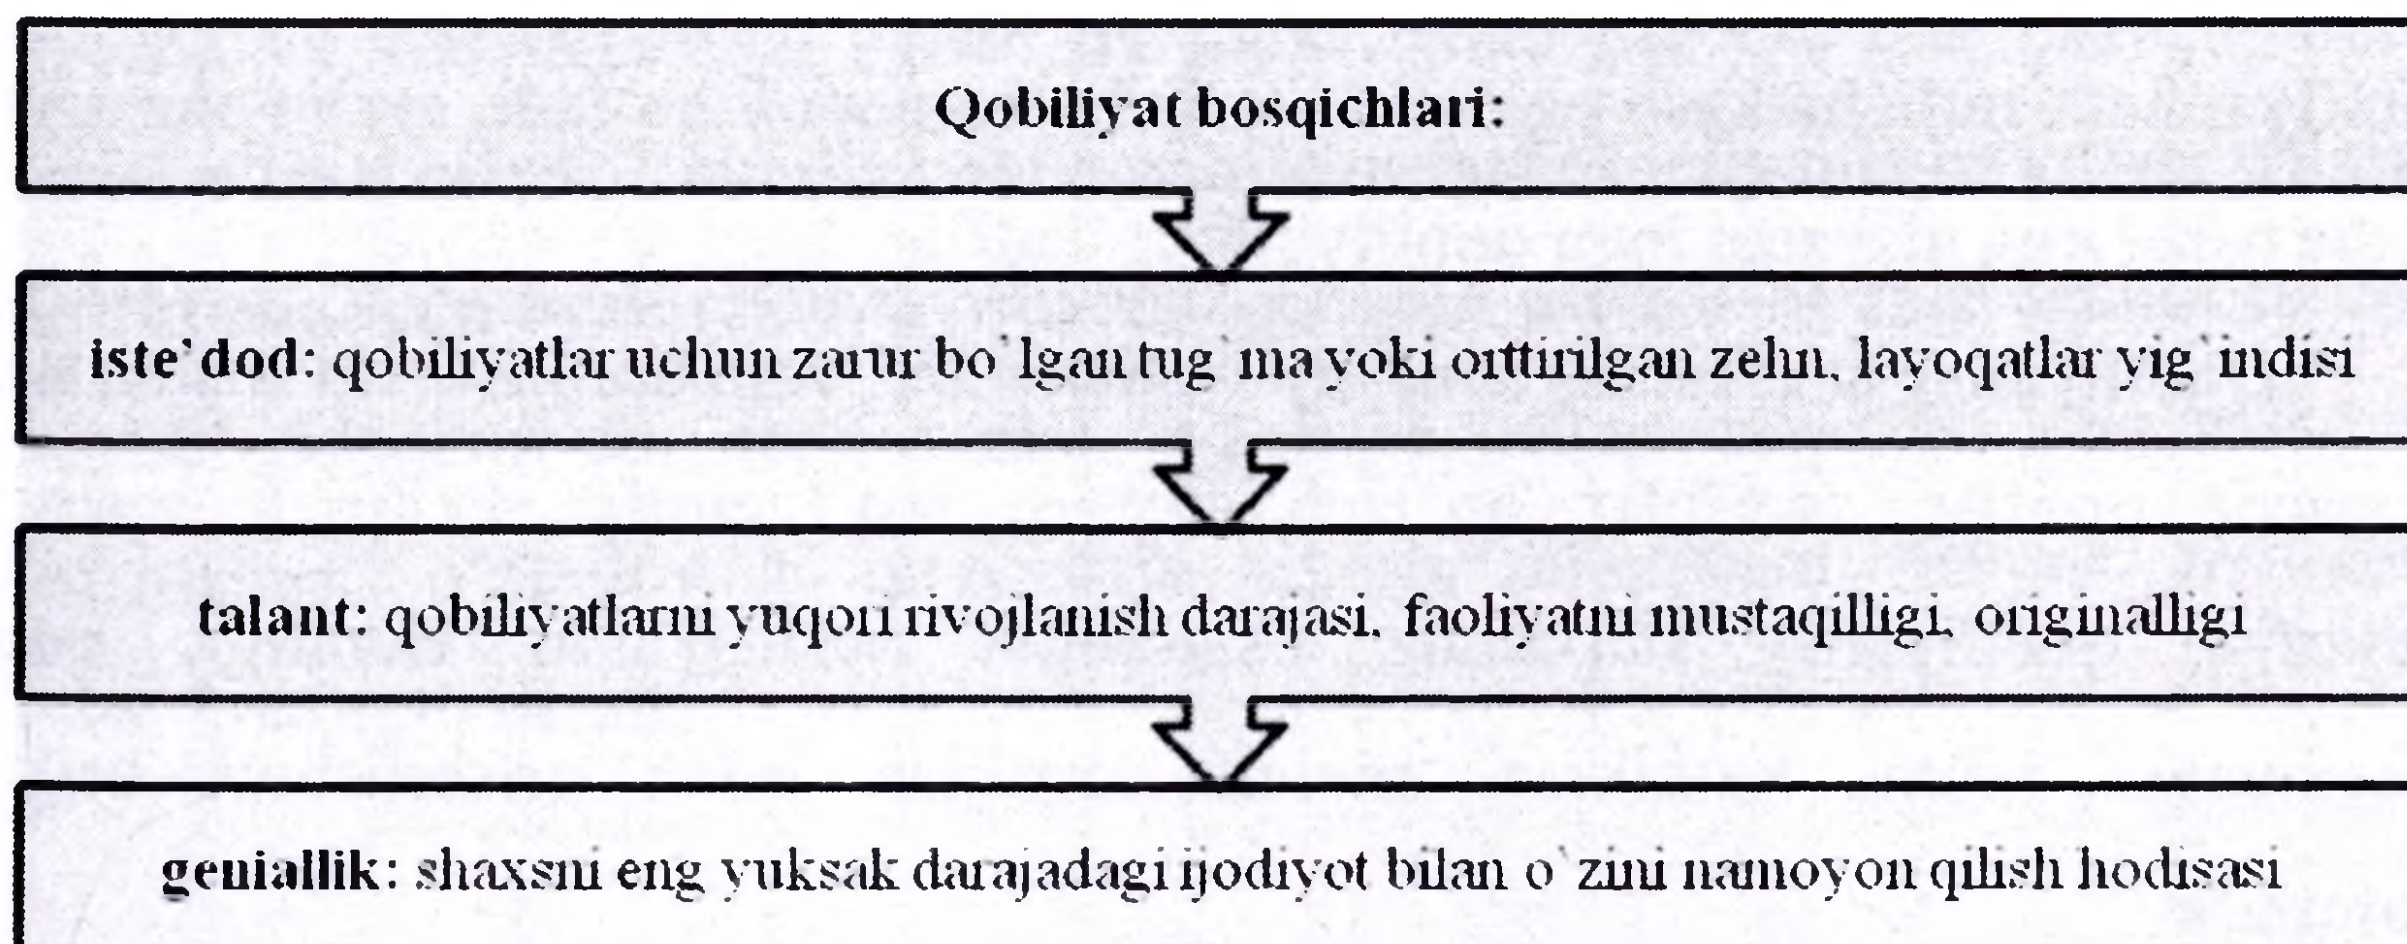 Qobiliyat bosqichlari:
iste`dod: qobiliyatlar uchun zarur bo`lgan tug`ma yoki orttirilgan zehn, layoqatlar yig`indisi
talant: qobiliyatlarni yuqori rivojlanish darajasi, faoliyatni mustaqilligi, originalligi
geniallik: shaxsni eng yuksak darajadagi ijodiyot bilan o`zini namoyon qilish hodisasi